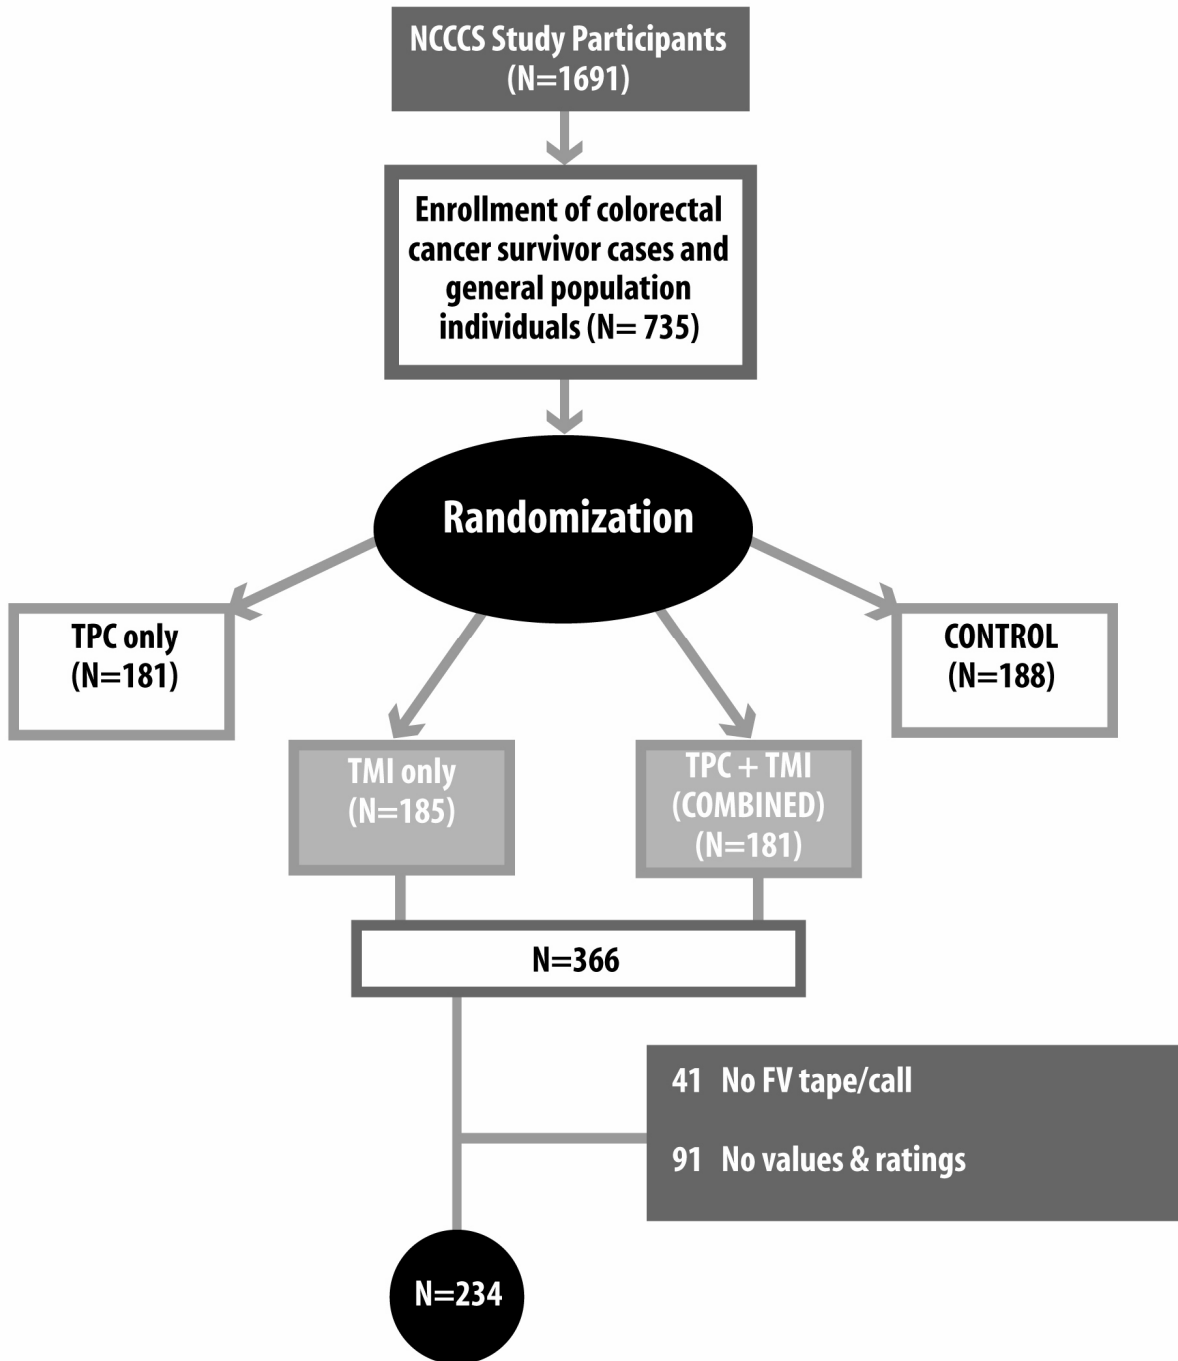 NCCCS Study Participants
(N=1691)
Enrollment of colorectal
cancer survivor cases and
general population
individuals (N= 735)
Randomization
TPC only
(N=181)
CONTROL
(N=188)
TMI only
(N=185)
TPC + TMI
(COMBINED)
(N=181)
N=366
41 No FV tape/call
91 No values & ratings
N=234